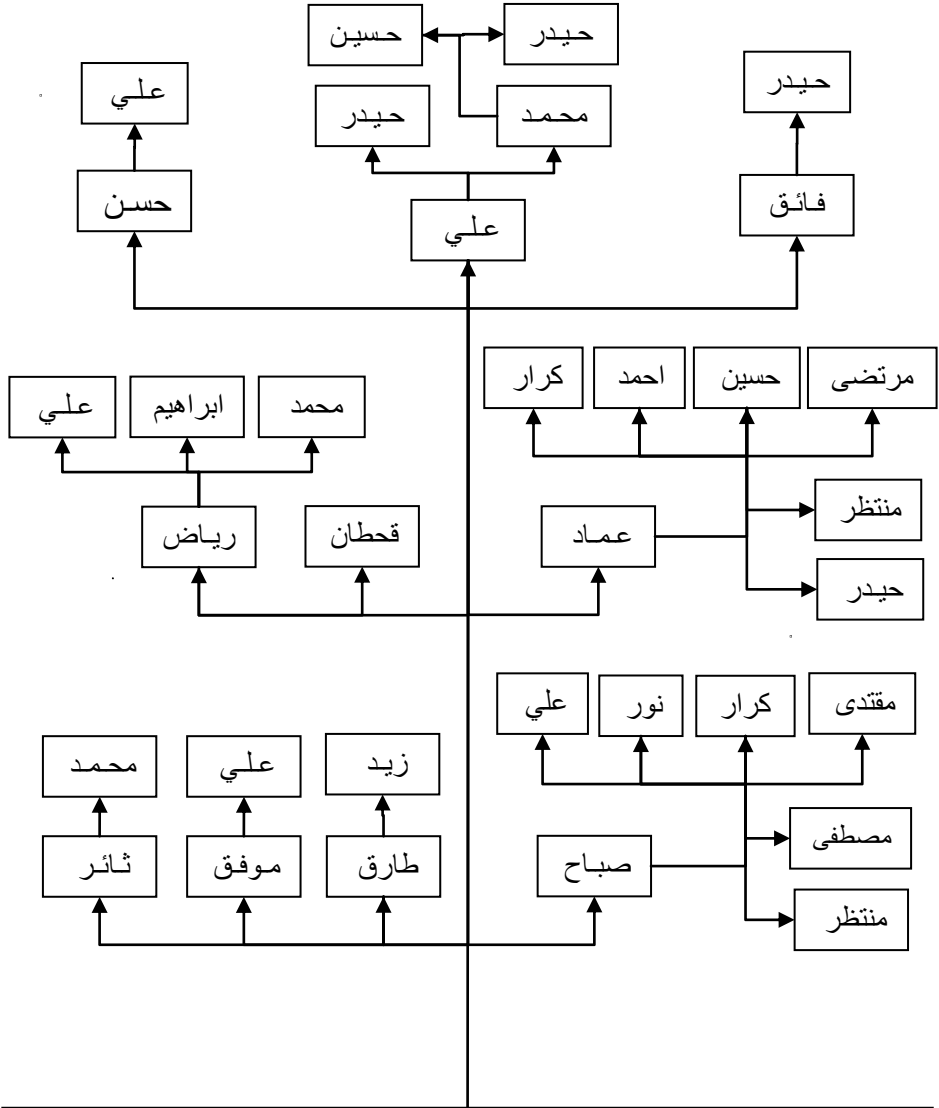 حيدر
حسين
حيدر
علي
محمد
حيدر
فائق
علي
حسن
مرتضى
حسين
احمد
كرار
محمد
ابراهيم
علي
منتظر
عماد
قحطان
رياض
حيدر
مقتدى
كرار
نور
علي
زيد
علي
محمد
مصطفى
صباح
طارق
موفق
ثائر
منتظر